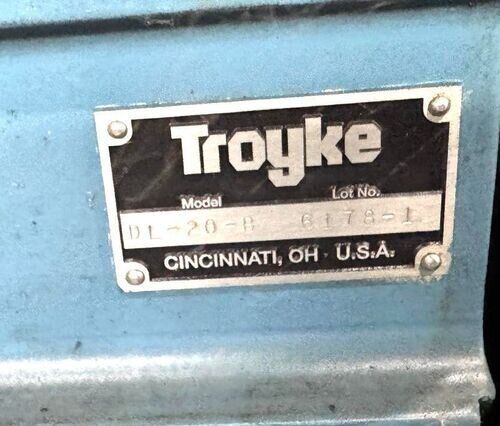 Troyke
Model Lot No.
DL-20-B 6178-1
CINCINNATI, OH U.S.A.